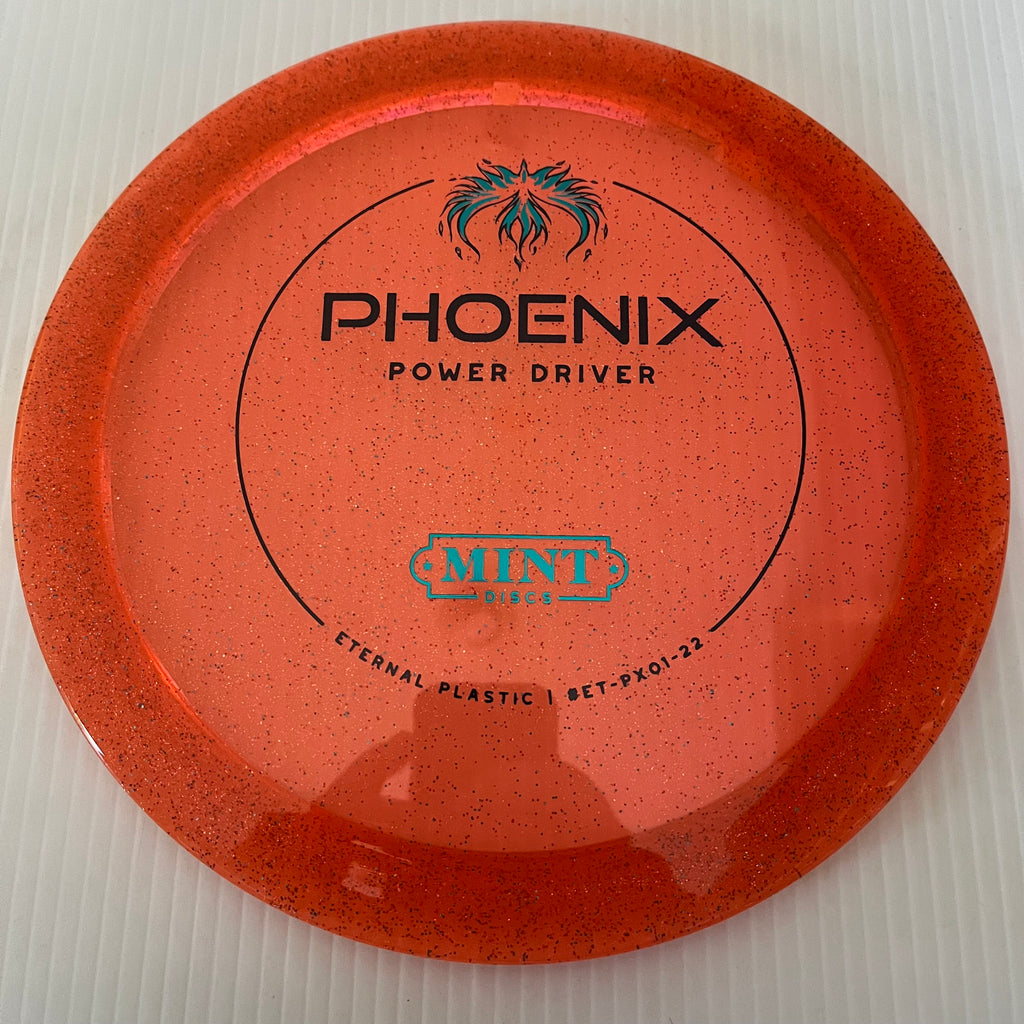 PHOENIX
POWER DRIVER
MINT
DISCS
ETERNAL PLASTIC | #ET-PX01-22